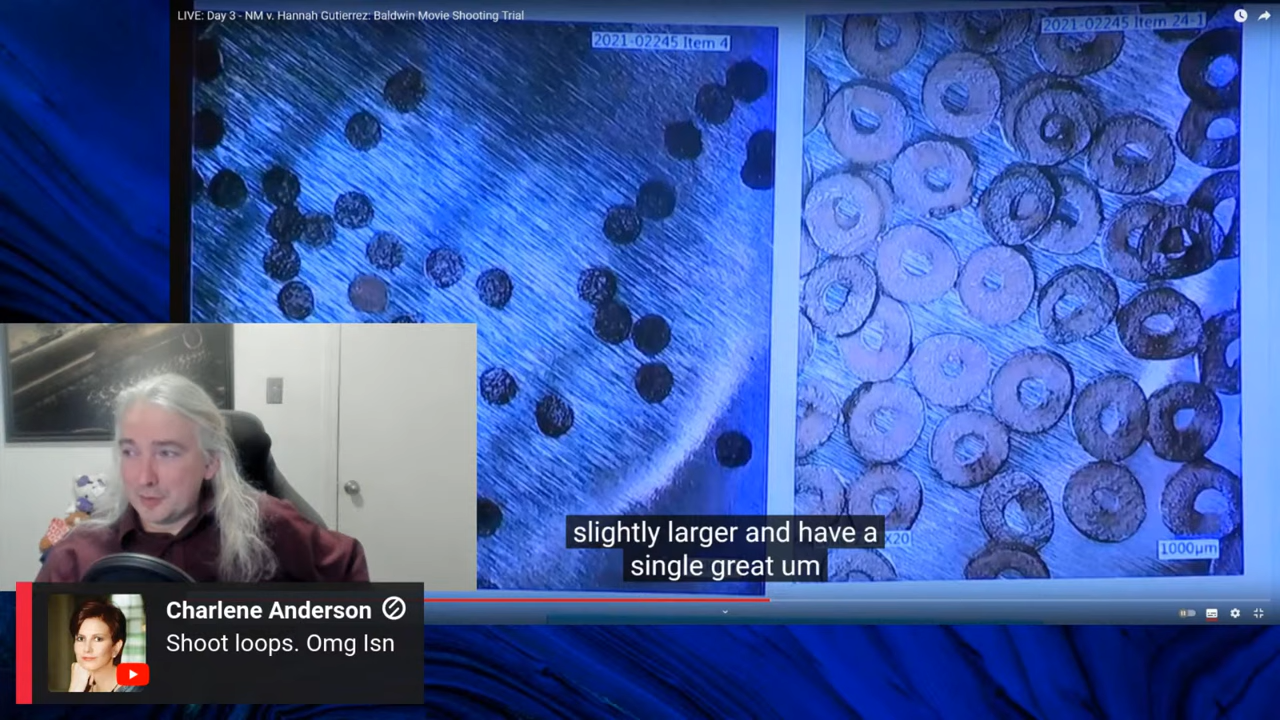 LIVE: Day 3 - NM v. Hannah Gutierrez: Baldwin Movie Shooting Trial
2021-02245 Item 4
2021-02245 Item 24-1
slightly larger and have a
single great um
X20
1000µm
Charlene Anderson
Shoot loops. Omg Isn